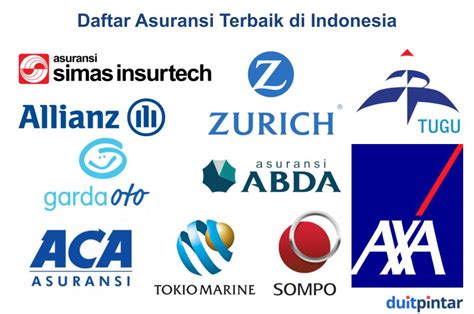 Daftar Asuransi Terbaik di Indonesia
asuransi
simas insurtech
ZURICH®
TUGU
Allianz
garda oto
asuransi
ABDA
AXA
ACA
ASURANSI
TOKIO MARINE
SOMPO
duitpintar